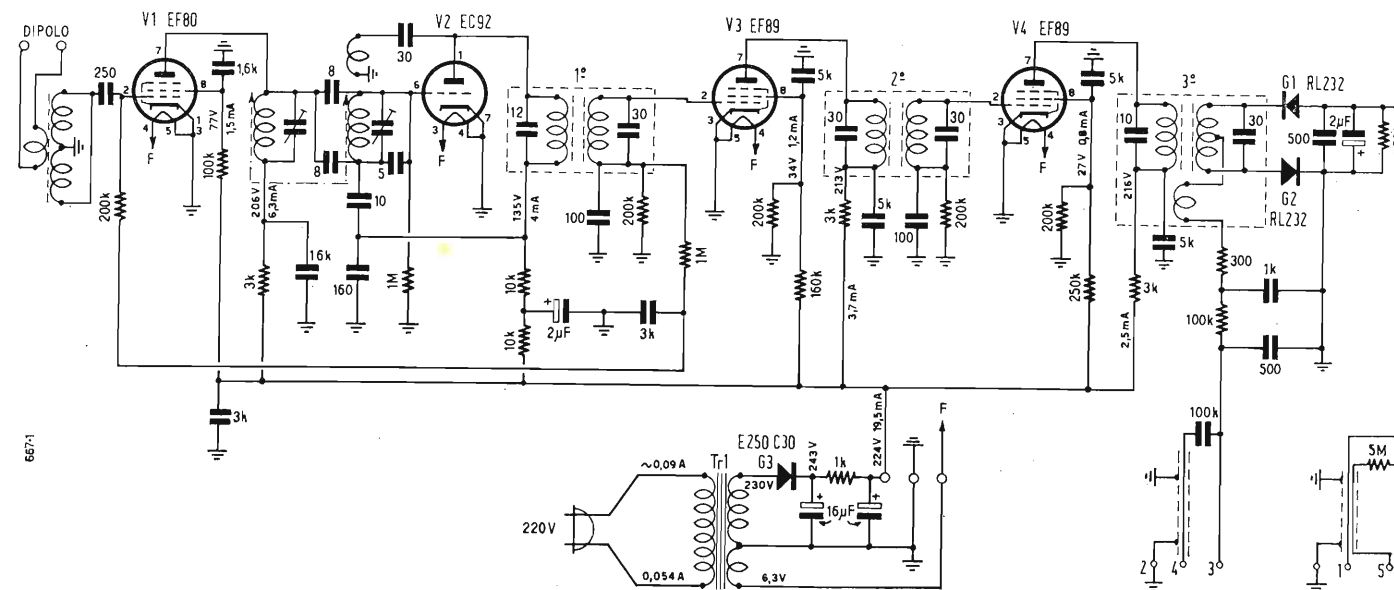 DIPOLO
V1 EF80
V2 EC92
V3 EF89
V4 EF89
G1 RL232
G2
RL232
250
7
2
8
4
5
1
3
F
1,6k
77V
1,5mA
100k
200k
3k
206V
6,3mA
3k
16k
8
8
5
10
160
1M
30
1
6
3
4
7
F
1º
12
30
135V
4mA
100
200k
1M
10k
10k
2µF
+
3k
7
2
8
3
5
4
F
5k
34V 1,2mA
200k
160k
2º
30
30
213V
3k
3,7mA
5k
100
200k
7
2
8
3
5
4
F
5k
27V 0,8mA
200k
250k
3º
10
30
216V
3k
2,5mA
5k
500
2µF
+
300
1k
100k
500
100k
5M
2
4
3
1
5
667-1
220V
~0,09A
0,054A
Tr1
230V
6,3V
E250 C30
G3
243V
1k
16µF
+
+
224V 19,5mA
F